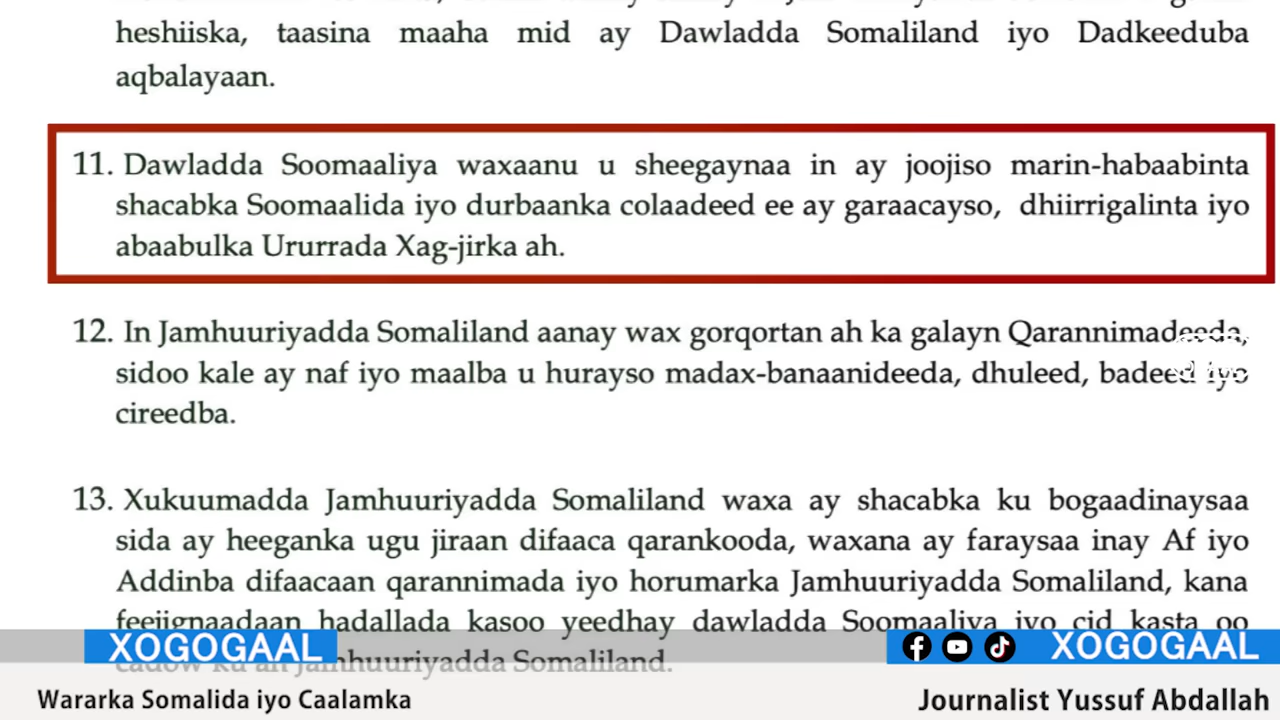 heshiiska, taasina maaha mid ay Dawladda Somaliland iyo Dadkeeduba
aqbalayaan.
11. Dawladda Soomaaliya waxaanu u sheegaynaa in ay joojiso marin-habaabinta
shacabka Soomaalida iyo durbaanka colaadeed ee ay garaacayso, dhiirrigalinta iyo
abaabulka Ururrada Xag-jirka ah.
12. In Jamhuuriyadda Somaliland aanay wax gorqortan ah ka galayn Qarannimadeeda,
sidoo kale ay naf iyo maalba u hurayso madax-banaanideeda, dhuleed, badeed iyo
cireedba.
13. Xukuumadda Jamhuuriyadda Somaliland waxa ay shacabka ku bogaadinaysaa
sida ay heeganka ugu jiraan difaaca qarankooda, waxana ay faraysaa inay Af iyo
Addinba difaacaan qarannimada iyo horumarka Jamhuuriyadda Somaliland, kana
feejignaadaan hadallada kasoo yeedhay dawladda Soomaaliya iyo cid kasta oo
cadow ku ah Jamhuuriyadda Somaliland.
XOGOGAAL
XOGOGAAL
Wararka Somalida iyo Caalamka
Journalist Yussuf Abdallah